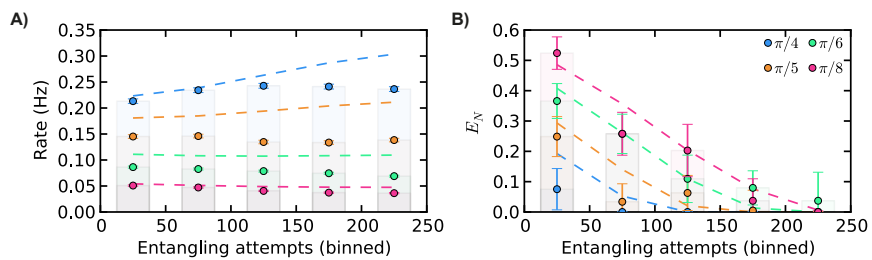 A)
0.35
0.30
0.25
0.20
0.15
0.10
0.05
0.00
Rate (Hz)
0 50 100 150 200 250
Entangling attempts (binned)
B)
0.6
0.5
0.4
0.3
0.2
0.1
0.0
E_N
π/4 π/6
π/5 π/8
0 50 100 150 200 250
Entangling attempts (binned)